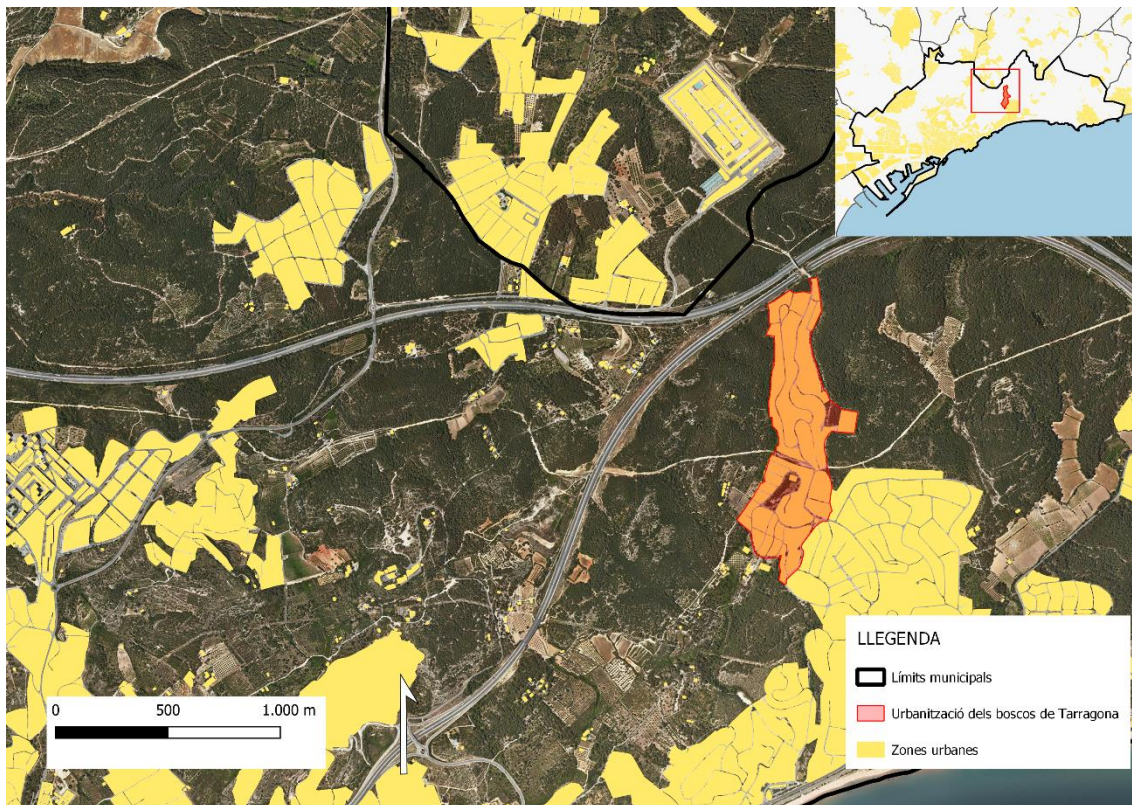 LLEGENDA
Límits municipals
Urbanització dels boscos de Tarragona
Zones urbanes
0 500 1.000 m